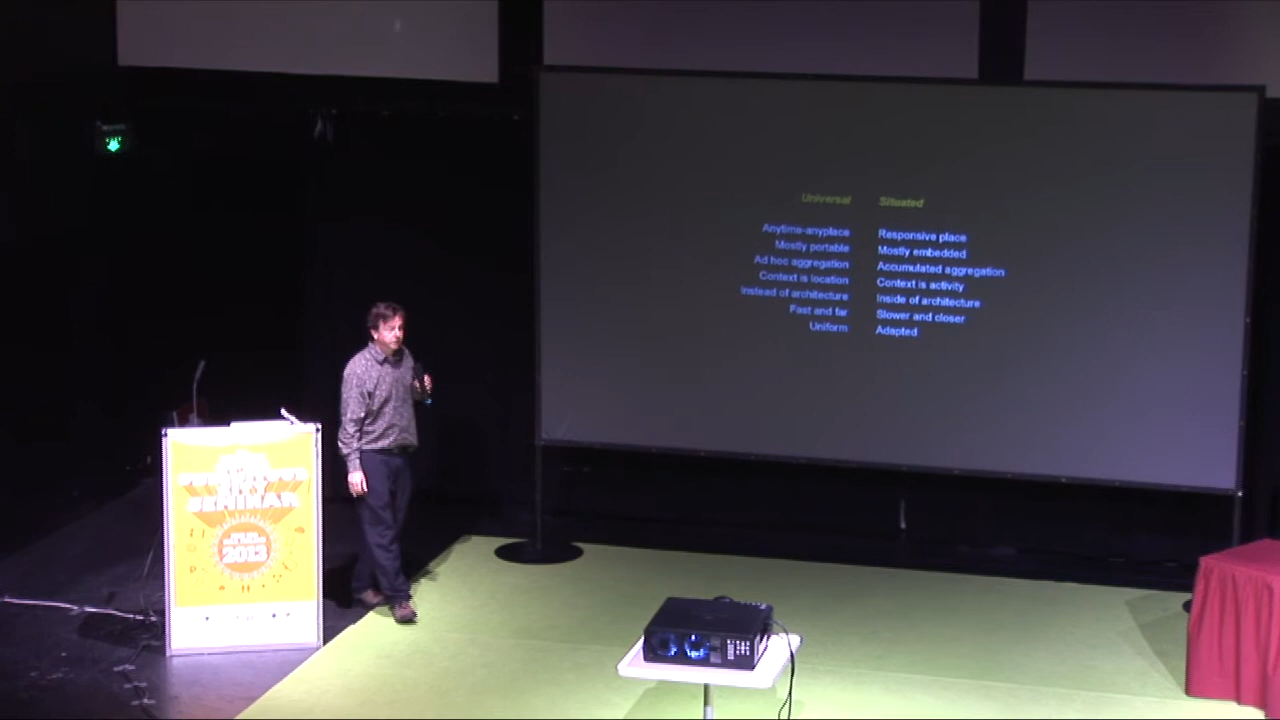 Universal Situated
Anytime-anyplace Responsive place
Mostly portable Mostly embedded
Ad hoc aggregation Accumulated aggregation
Context is location Context is activity
Instead of architecture Inside of architecture
Fast and far Slower and closer
Uniform Adapted
SEMINAR
2013